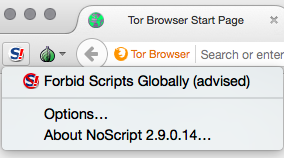 Tor Browser Start Page
S!
Tor Browser
Search or enter
S! Forbid Scripts Globally (advised)
Options...
About NoScript 2.9.0.14...